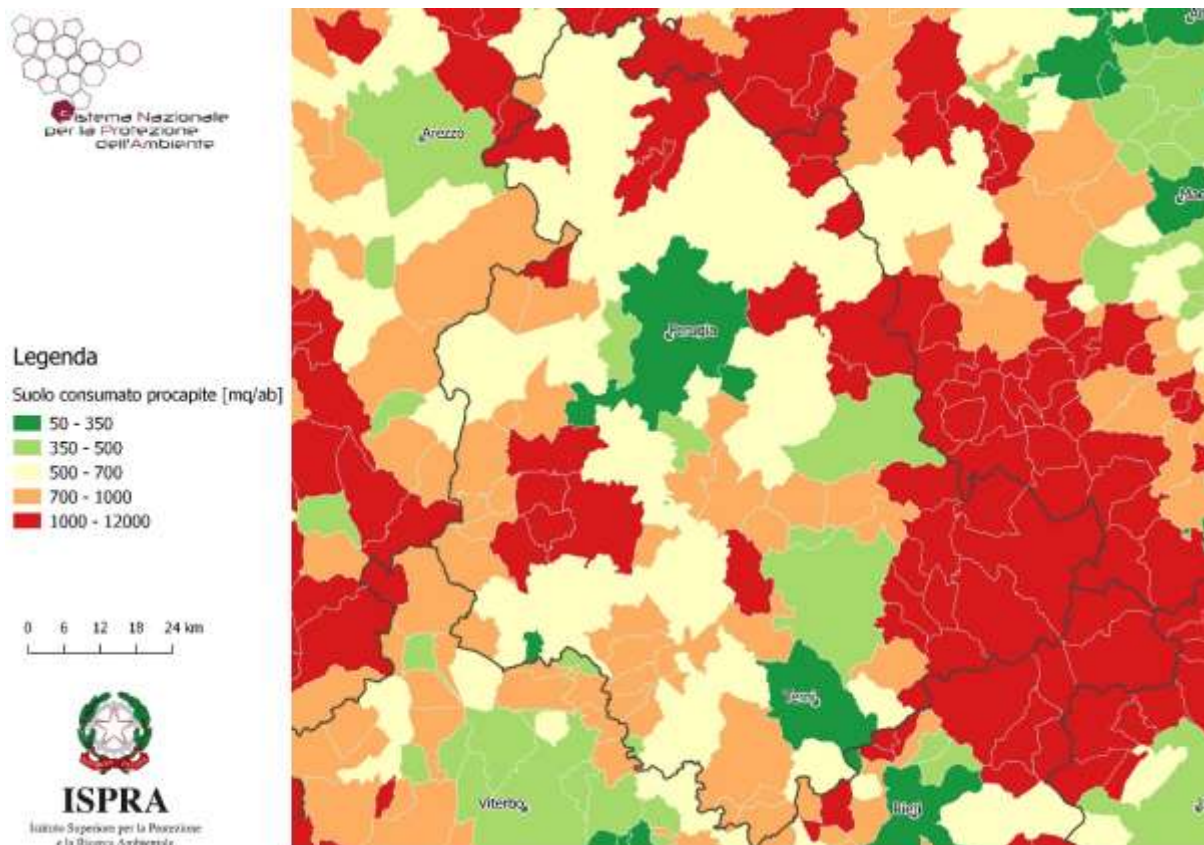 Sistema Nazionale
per la Protezione
dell'Ambiente
Legenda
Suolo consumato procapite [mq/ab]
50 - 350
350 - 500
500 - 700
700 - 1000
1000 - 12000
0 6 12 18 24 km
ISPRA
Istituto Superiore per la Protezione
e la Ricerca Ambientale
Arezzo
Perugia
Terni
Viterbo